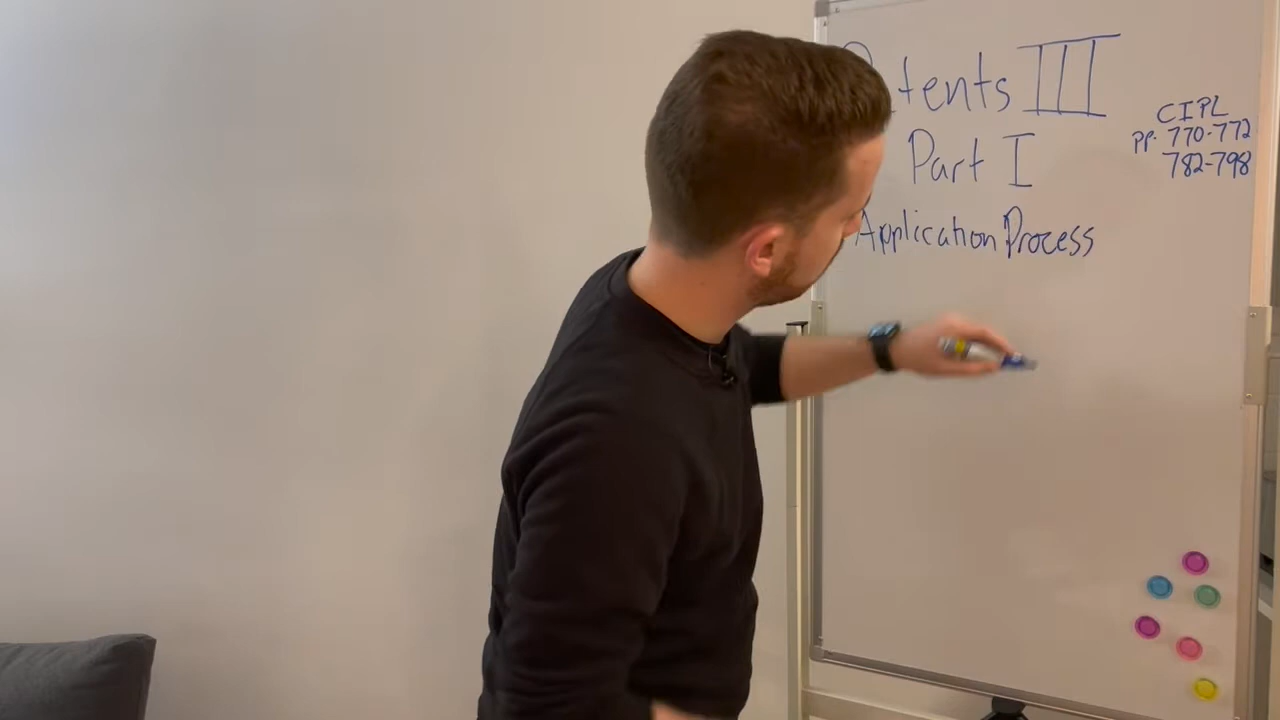 tents III
Part I
Application Process
CIPL
pp. 770-772
782-798